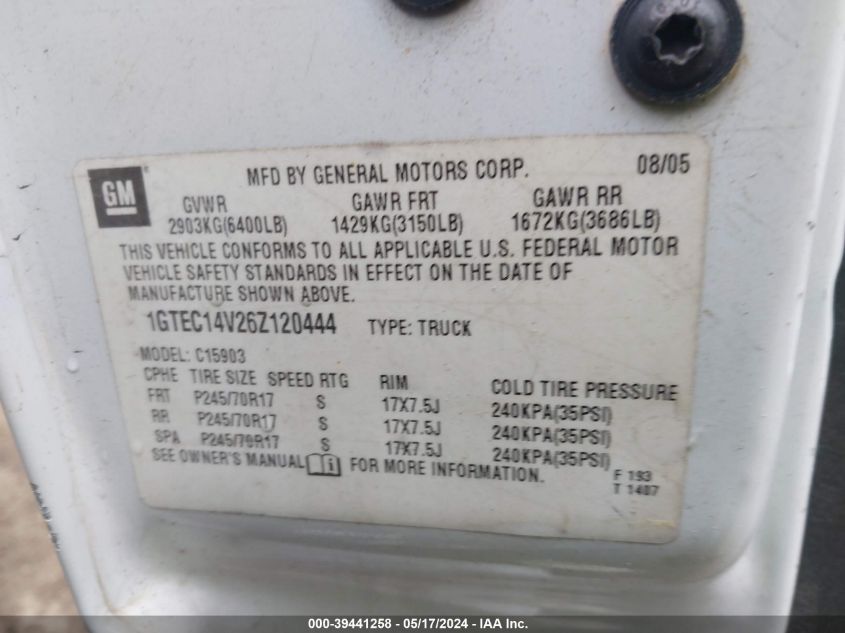 GM
MFD BY GENERAL MOTORS CORP. 08/05
GVWR GAWR FRT GAWR RR
2903KG(6400LB) 1429KG(3150LB) 1672KG(3686LB)
THIS VEHICLE CONFORMS TO ALL APPLICABLE U.S. FEDERAL MOTOR
VEHICLE SAFETY STANDARDS IN EFFECT ON THE DATE OF
MANUFACTURE SHOWN ABOVE.
1GTEC14V26Z120444 TYPE: TRUCK
MODEL: C15903
CPHE TIRE SIZE SPEED RTG RIM COLD TIRE PRESSURE
FRT P245/70R17 S 17X7.5J 240KPA(35PSI)
RR P245/70R17 S 17X7.5J 240KPA(35PSI)
SPA P245/70R17 S 17X7.5J 240KPA(35PSI)
SEE OWNER'S MANUAL FOR MORE INFORMATION.
F 193
T 1407
000-39441258 - 05/17/2024 - IAA Inc.